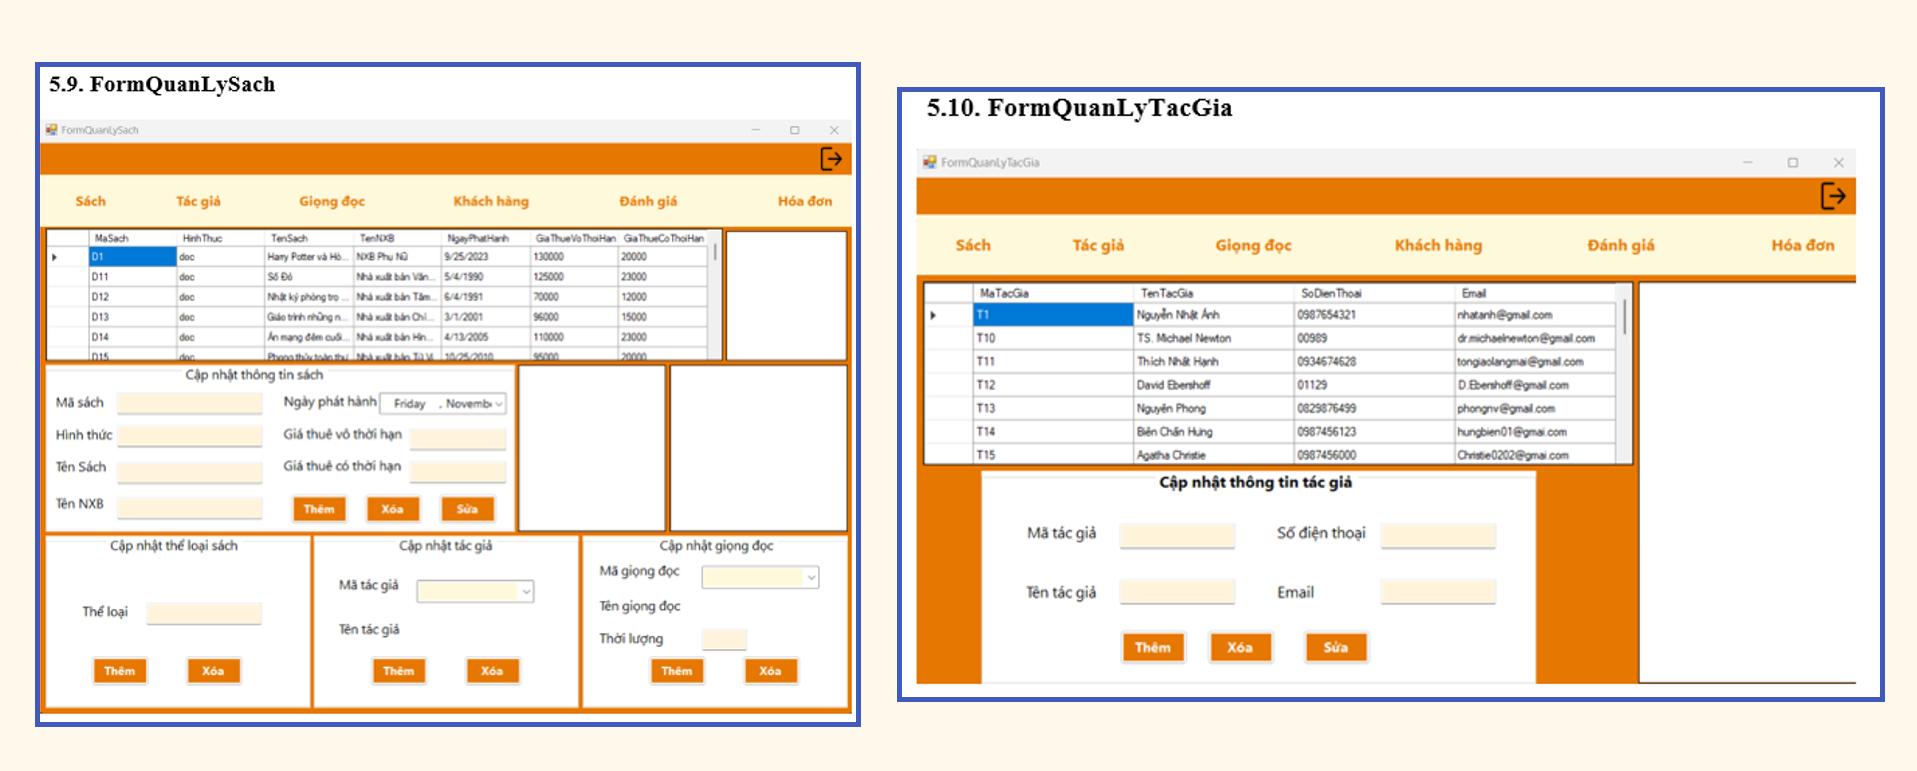 5.9. FormQuanLySach
FormQuanLySach
Sách Tác giả Giọng đọc Khách hàng Đánh giá Hóa đơn
MaSach HinhThuc TenSach TenNXB NgayPhatHanh GiaThueVoThoiHan GiaThueCoThoiHan
D1 doc Harry Potter và Hò... NXB Phụ Nữ 9/25/2023 130000 20000
D11 doc Số Đỏ Nhà xuất bản Văn... 5/4/1990 125000 23000
D12 doc Nhật ký phòng trọ ... Nhà xuất bản Tâm... 6/4/1991 70000 12000
D13 doc Giáo trình những n... Nhà xuất bản Chí... 3/1/2001 96000 15000
D14 doc Án mạng đêm cuối... Nhà xuất bản Hìn... 4/13/2005 110000 23000
D15 doc Phong thủy toàn thư Nhà xuất bản Tủ Vi 10/25/2010 95000 20000
Cập nhật thông tin sách
Mã sách Ngày phát hành Friday , Novemb
Hình thức Giá thuê vô thời hạn
Tên Sách Giá thuê có thời hạn
Tên NXB Thêm Xóa Sửa
Cập nhật thể loại sách
Thể loại
Thêm Xóa
Cập nhật tác giả
Mã tác giả
Tên tác giả
Thêm Xóa
Cập nhật giọng đọc
Mã giọng đọc
Tên giọng đọc
Thời lượng
Thêm Xóa
5.10. FormQuanLyTacGia
FormQuanLyTacGia
Sách Tác giả Giọng đọc Khách hàng Đánh giá Hóa đơn
MaTacGia TenTacGia SoDienThoai Email
T1 Nguyễn Nhật Ánh 0987654321 nhatanh@gmail.com
T10 TS. Michael Newton 00989 dr.michaelnewton@gmail.com
T11 Thích Nhất Hạnh 0934674628 tongiaolangmai@gmail.com
T12 David Ebershoff 01129 D.Ebershoff@gmail.com
T13 Nguyên Phong 0829876499 phongnv@gmail.com
T14 Biên Chấn Hưng 0987456123 hungbien01@gmai.com
T15 Agatha Christie 0987456000 Christie0202@gmai.com
Cập nhật thông tin tác giả
Mã tác giả Số điện thoại
Tên tác giả Email
Thêm Xóa Sửa